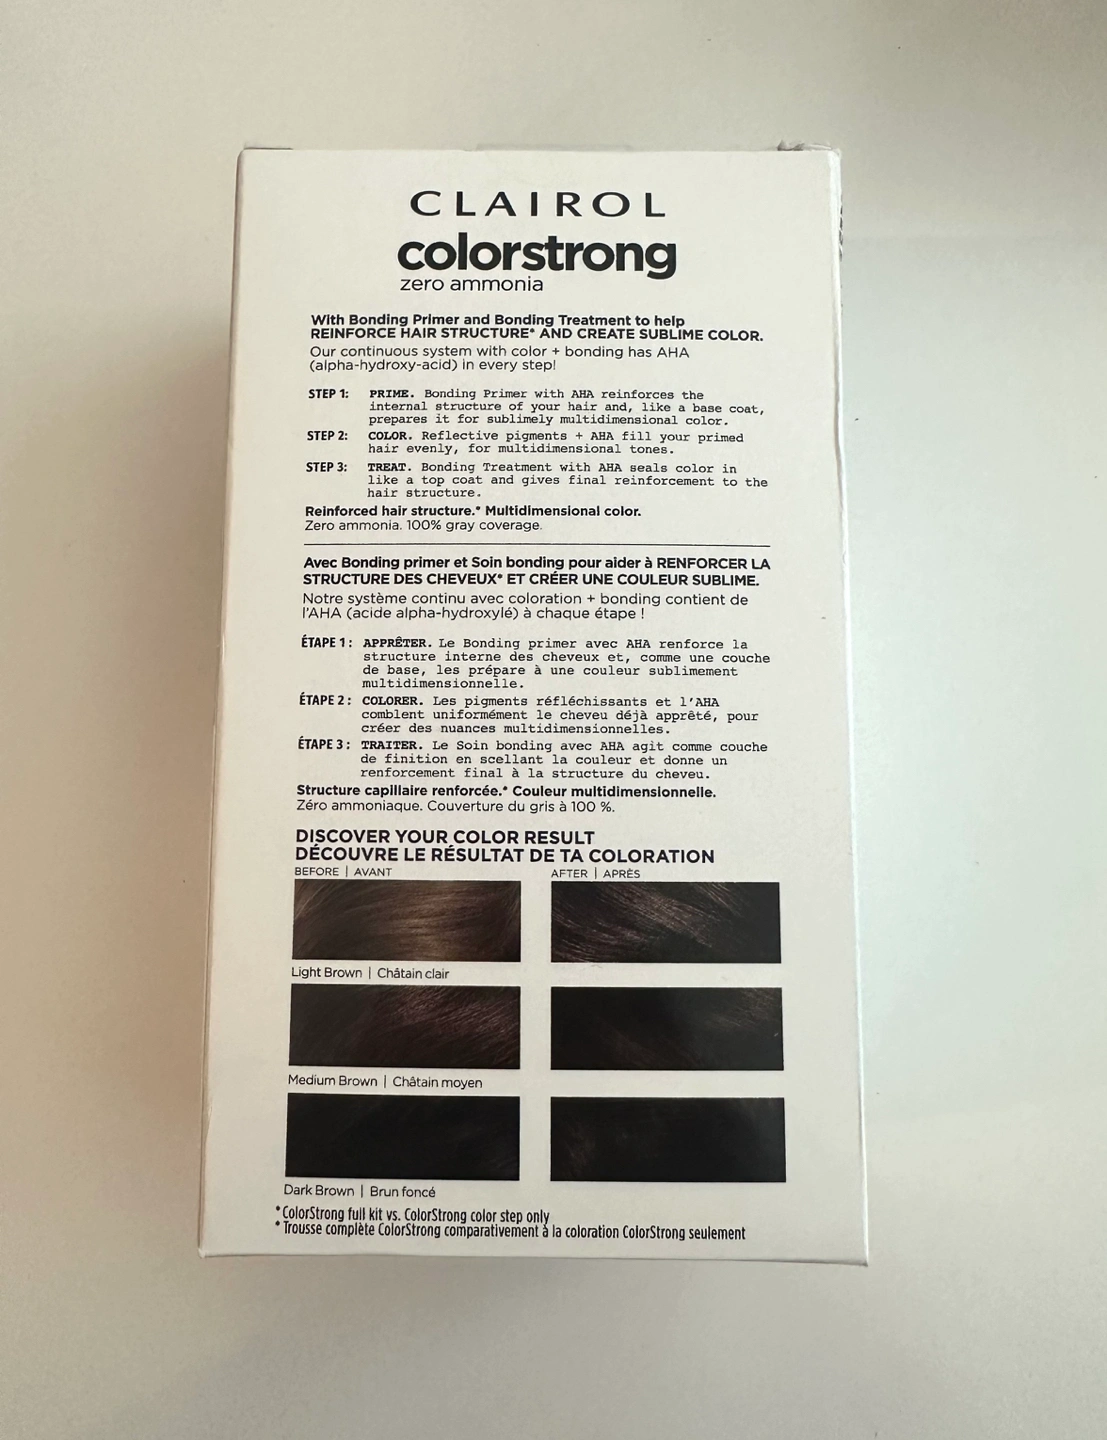 CLAIROL
colorstrong
zero ammonia
With Bonding Primer and Bonding Treatment to help
REINFORCE HAIR STRUCTURE* AND CREATE SUBLIME COLOR.
Our continuous system with color + bonding has AHA
(alpha-hydroxy-acid) in every step!
STEP 1: PRIME. Bonding Primer with AHA reinforces the
internal structure of your hair and, like a base coat,
prepares it for sublimely multidimensional color.
STEP 2: COLOR. Reflective pigments + AHA fill your primed
hair evenly, for multidimensional tones.
STEP 3: TREAT. Bonding Treatment with AHA seals color in
like a top coat and gives final reinforcement to the
hair structure.
Reinforced hair structure.* Multidimensional color.
Zero ammonia. 100% gray coverage.
Avec Bonding primer et Soin bonding pour aider à RENFORCER LA
STRUCTURE DES CHEVEUX* ET CRÉER UNE COULEUR SUBLIME.
Notre système continu avec coloration + bonding contient de
l'AHA (acide alpha-hydroxylé) à chaque étape !
ÉTAPE 1 : APPRÊTER. Le Bonding primer avec AHA renforce la
structure interne des cheveux et, comme une couche
de base, les prépare à une couleur sublimement
multidimensionnelle.
ÉTAPE 2 : COLORER. Les pigments réfléchissants et l'AHA
comblent uniformément le cheveu déjà apprêté, pour
créer des nuances multidimensionnelles.
ÉTAPE 3 : TRAITER. Le Soin bonding avec AHA agit comme couche
de finition en scellant la couleur et donne un
renforcement final à la structure du cheveu.
Structure capillaire renforcée.* Couleur multidimensionnelle.
Zéro ammoniaque. Couverture du gris à 100 %.
DISCOVER YOUR COLOR RESULT
DÉCOUVRE LE RÉSULTAT DE TA COLORATION
BEFORE | AVANT AFTER | APRÈS
Light Brown | Châtain clair
Medium Brown | Châtain moyen
Dark Brown | Brun foncé
*ColorStrong full kit vs. ColorStrong color step only
*Trousse complète ColorStrong comparativement à la coloration ColorStrong seulement